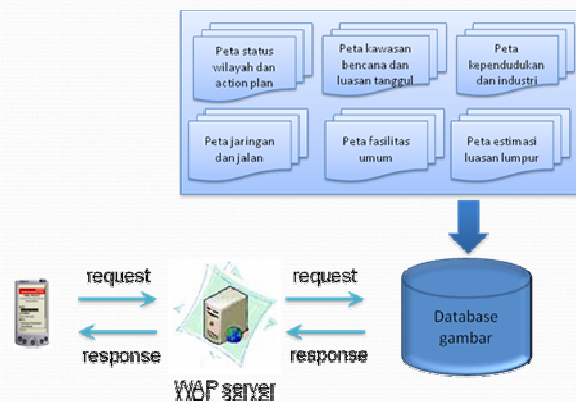 Peta status
wilayah dan
action plan
Peta kawasan
bencana dan
luasan tanggul
Peta
kependudukan
dan industri
Peta jaringan
dan jalan
Peta fasilitas
umum
Peta estimasi
luasan lumpur
request
request
Database
gambar
response
response
WAP server